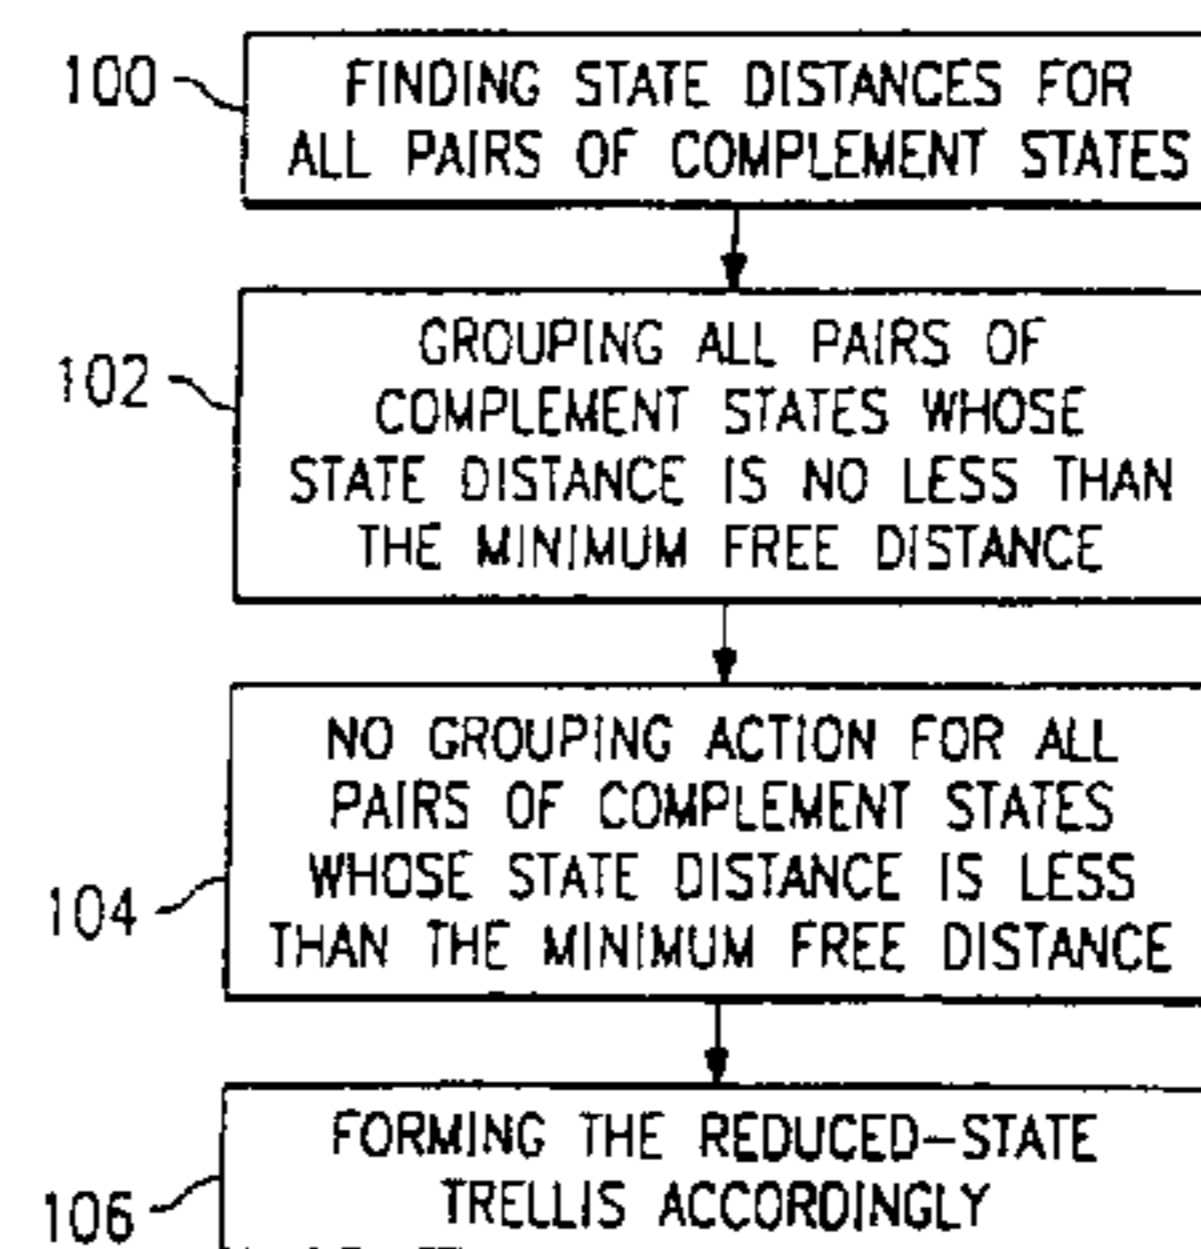 100
FINDING STATE DISTANCES FOR
ALL PAIRS OF COMPLEMENT STATES
102
GROUPING ALL PAIRS OF
COMPLEMENT STATES WHOSE
STATE DISTANCE IS NO LESS THAN
THE MINIMUM FREE DISTANCE
104
NO GROUPING ACTION FOR ALL
PAIRS OF COMPLEMENT STATES
WHOSE STATE DISTANCE IS LESS
THAN THE MINIMUM FREE DISTANCE
106
FORMING THE REDUCED-STATE
TRELLIS ACCORDINGLY